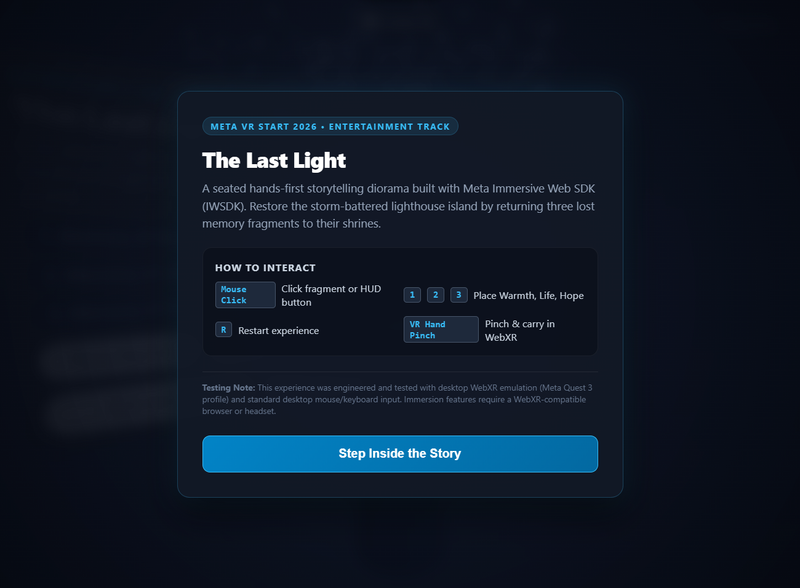 META VR START 2026 • ENTERTAINMENT TRACK
The Last Light
A seated hands-first storytelling diorama built with Meta Immersive Web SDK
(IWSDK). Restore the storm-battered lighthouse island by returning three lost
memory fragments to their shrines.
HOW TO INTERACT
Mouse
Click
Click fragment or HUD
button
1 2 3 Place Warmth, Life, Hope
R Restart experience
VR Hand
Pinch
Pinch & carry in
WebXR
Testing Note: This experience was engineered and tested with desktop WebXR emulation (Meta Quest 3
profile) and standard desktop mouse/keyboard input. Immersion features require a WebXR-compatible
browser or headset.
Step Inside the Story